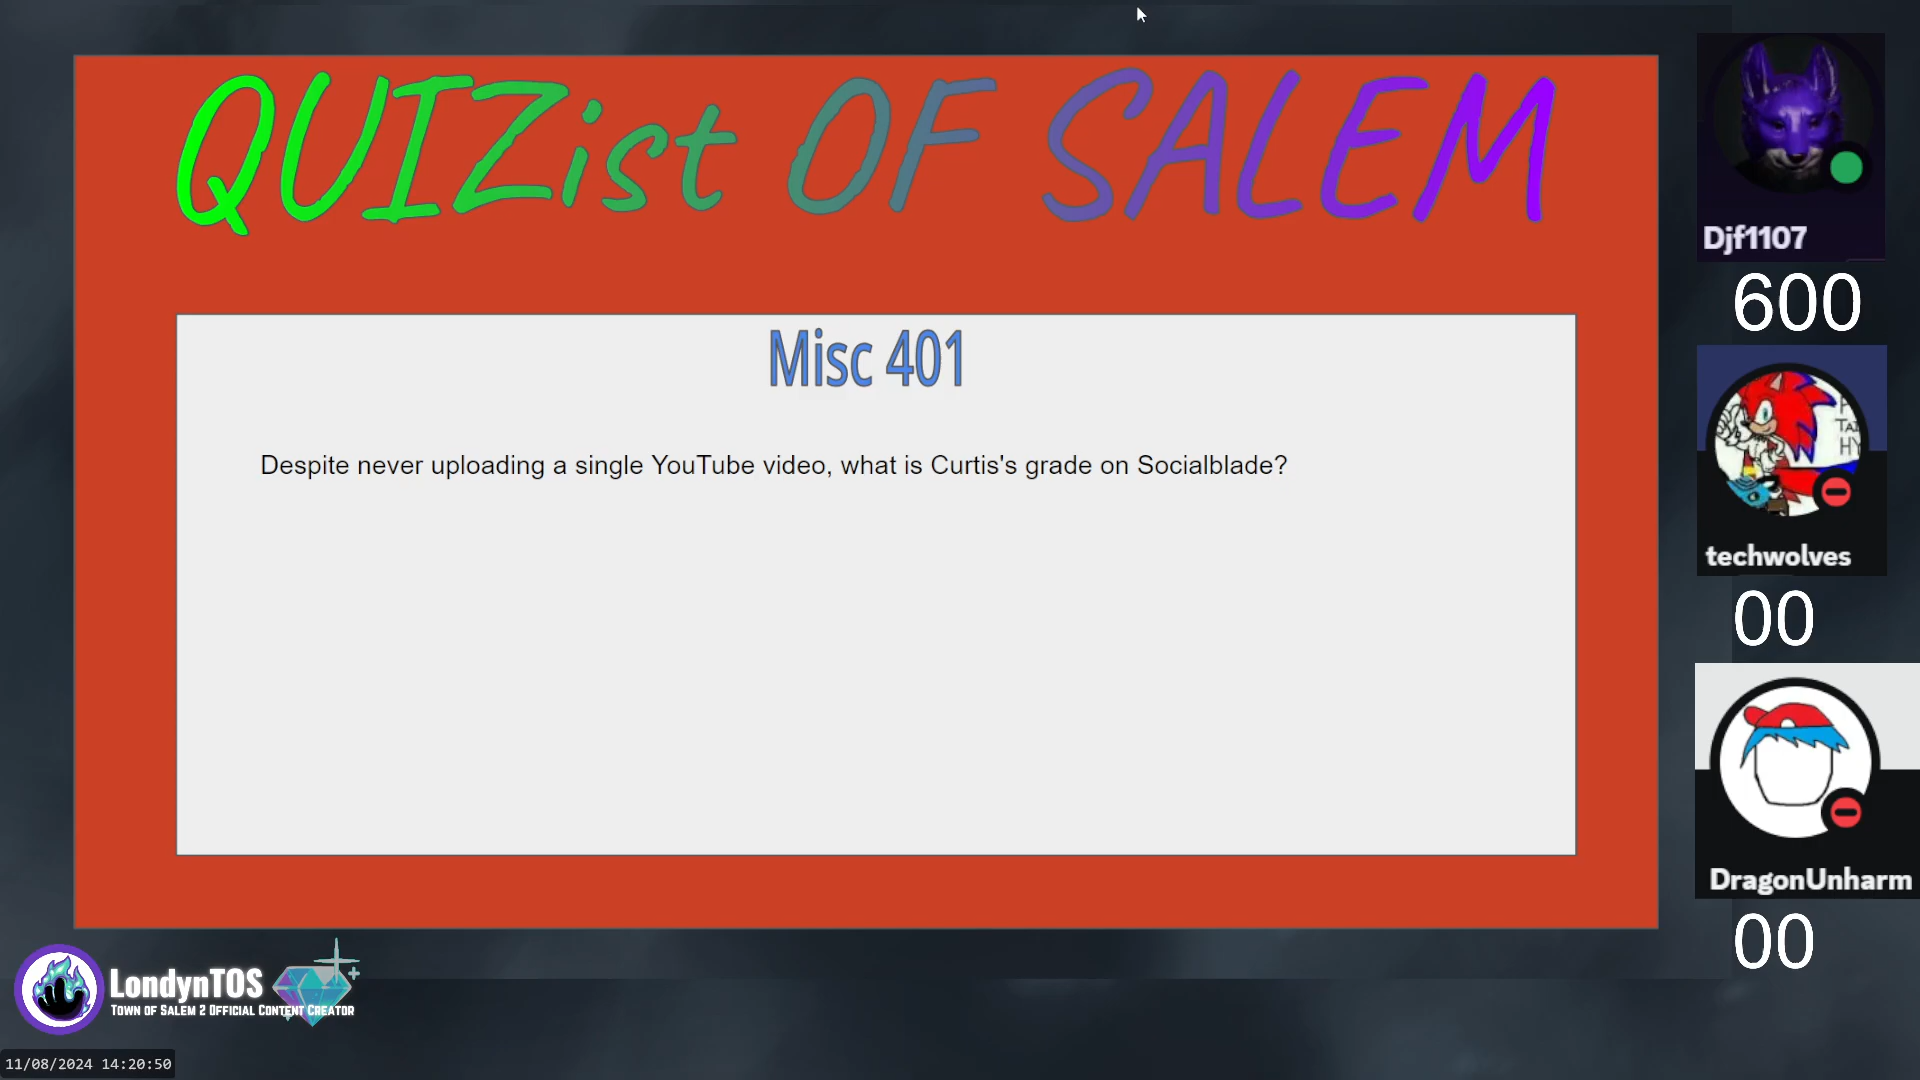 QUIZist OF SALEM
Misc 401
Despite never uploading a single YouTube video, what is Curtis's grade on Socialblade?
Djf1107
600
techwolves
00
DragonUnharm
00
LondynTOS
TOWN OF SALEM 2 OFFICIAL CONTENT CREATOR
11/08/2024 14:20:50